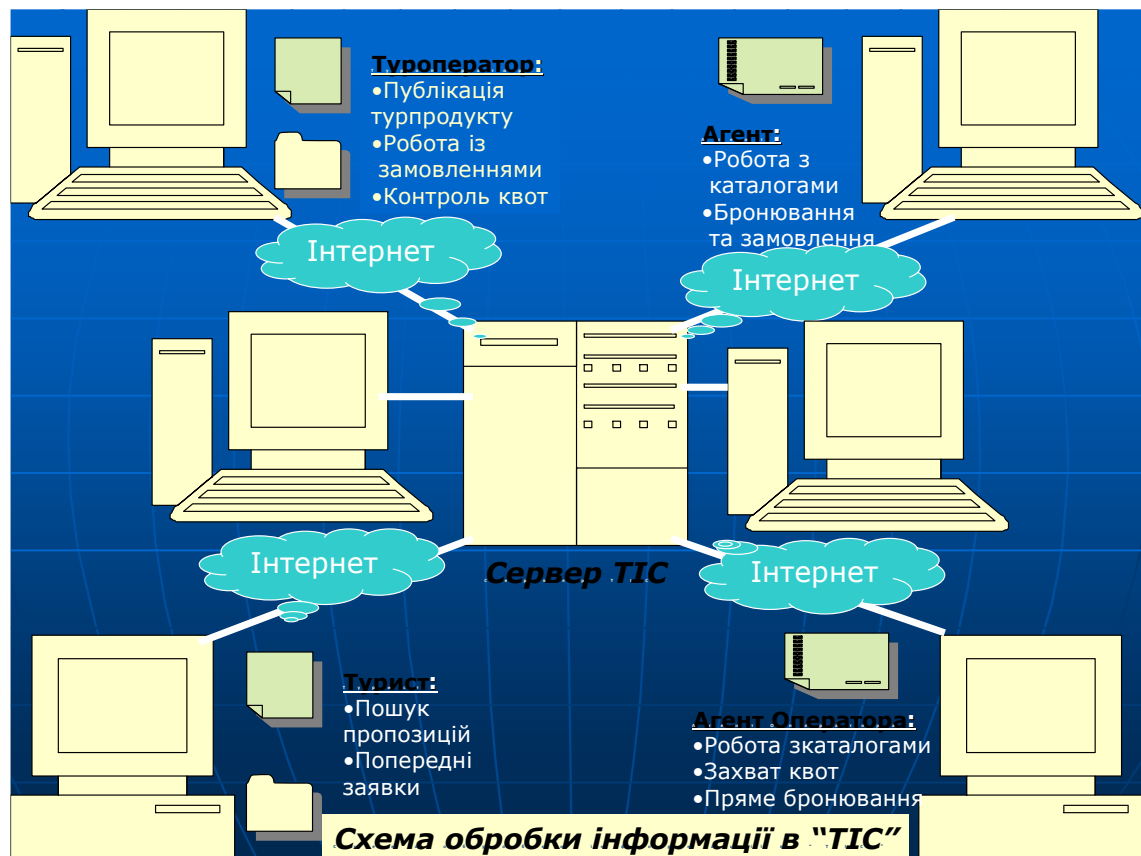 Туроператор:
•Публікація
турпродукту
•Робота із
замовленнями
•Контроль квот
Агент:
•Робота з
каталогами
•Бронювання
та замовлення
Інтернет
Інтернет
Інтернет
Сервер ТІС
Інтернет
Турист:
•Пошук
пропозицій
•Попередні
заявки
Агент Оператора:
•Робота зкаталогами
•Захват квот
•Пряме бронювання
Схема обробки інформації в “ТІС”